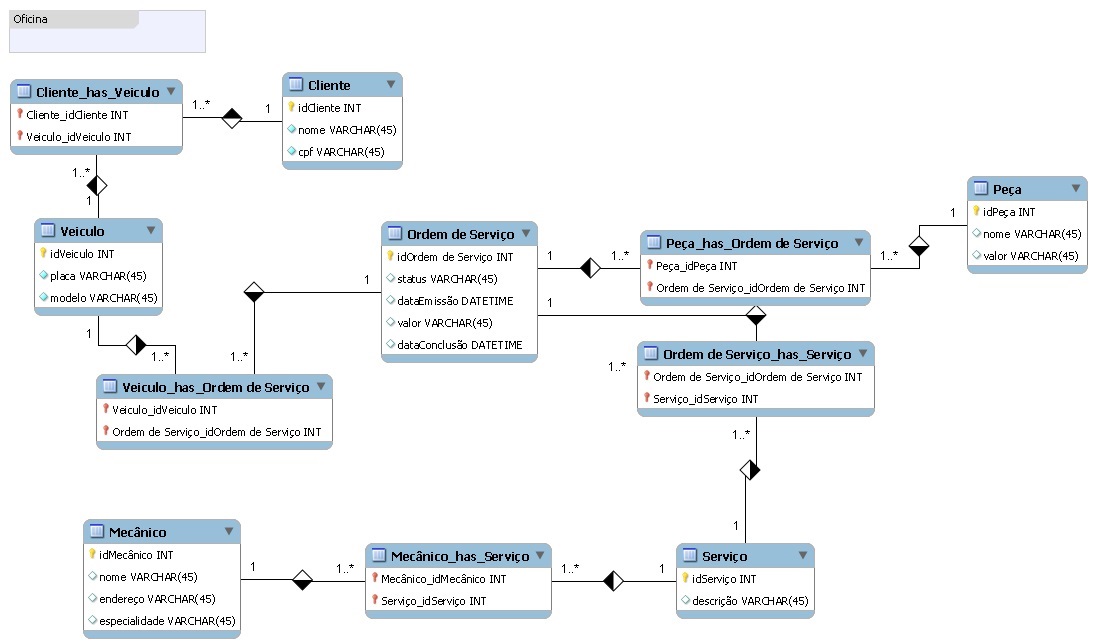 Oficina
Cliente_has_Veiculo
Cliente_idCliente INT
Veiculo_idVeiculo INT
1..*
1
Cliente
idCliente INT
nome VARCHAR(45)
cpf VARCHAR(45)
1..*
1
Veiculo
idVeiculo INT
placa VARCHAR(45)
modelo VARCHAR(45)
1
1..*
1..*
1
Veiculo_has_Ordem de Serviço
Veiculo_idVeiculo INT
Ordem de Serviço_idOrdem de Serviço INT
Ordem de Serviço
idOrdem de Serviço INT
status VARCHAR(45)
dataEmissão DATETIME
valor VARCHAR(45)
dataConclusão DATETIME
1
1..*
1
1..*
Peça_has_Ordem de Serviço
Peça_idPeça INT
Ordem de Serviço_idOrdem de Serviço INT
1..*
1
Peça
idPeça INT
nome VARCHAR(45)
valor VARCHAR(45)
Ordem de Serviço_has_Serviço
Ordem de Serviço_idOrdem de Serviço INT
Serviço_idServiço INT
1..*
1
Mecânico
idMecânico INT
nome VARCHAR(45)
endereço VARCHAR(45)
especialidade VARCHAR(45)
1
1..*
Mecânico_has_Serviço
Mecânico_idMecânico INT
Serviço_idServiço INT
1..*
1
Serviço
idServiço INT
descrição VARCHAR(45)